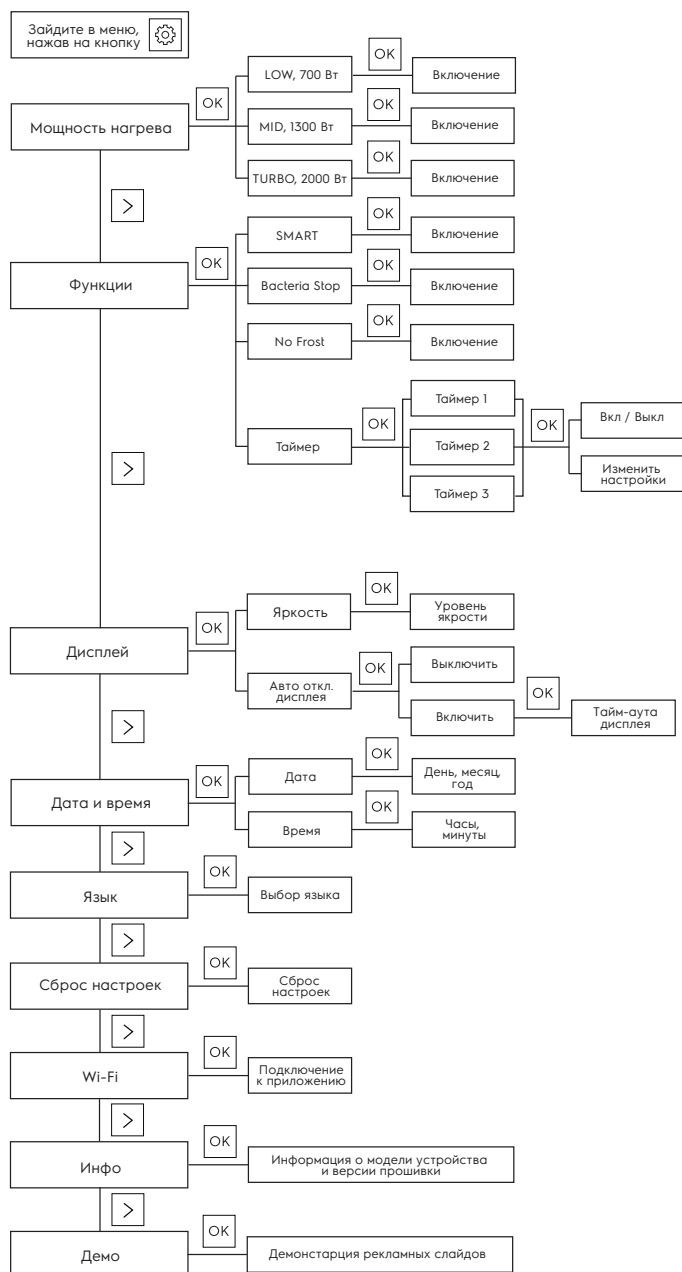 Зайдите в меню,
нажав на кнопку
OK
LOW, 700 Вт
OK
Включение
Мощность нагрева
MID, 1300 Вт
OK
Включение
TURBO, 2000 Вт
OK
Включение
>
Функции
OK
SMART
OK
Включение
Bacteria Stop
OK
Включение
No Frost
OK
Включение
Таймер
OK
Таймер 1
Таймер 2
Таймер 3
OK
Вкл / Выкл
Изменить
настройки
>
Дисплей
OK
Яркость
OK
Уровень
якрости
Авто откл.
дисплея
OK
Выключить
Включить
OK
Тайм-аута
дисплея
>
Дата и время
OK
Дата
OK
День, месяц,
год
Время
OK
Часы,
минуты
>
Язык
OK
Выбор языка
>
Сброс настроек
OK
Сброс
настроек
>
Wi-Fi
OK
Подключение
к приложению
>
Инфо
OK
Информация о модели устройства
и версии прошивки
>
Демо
OK
Демонстарция рекламных слайдов